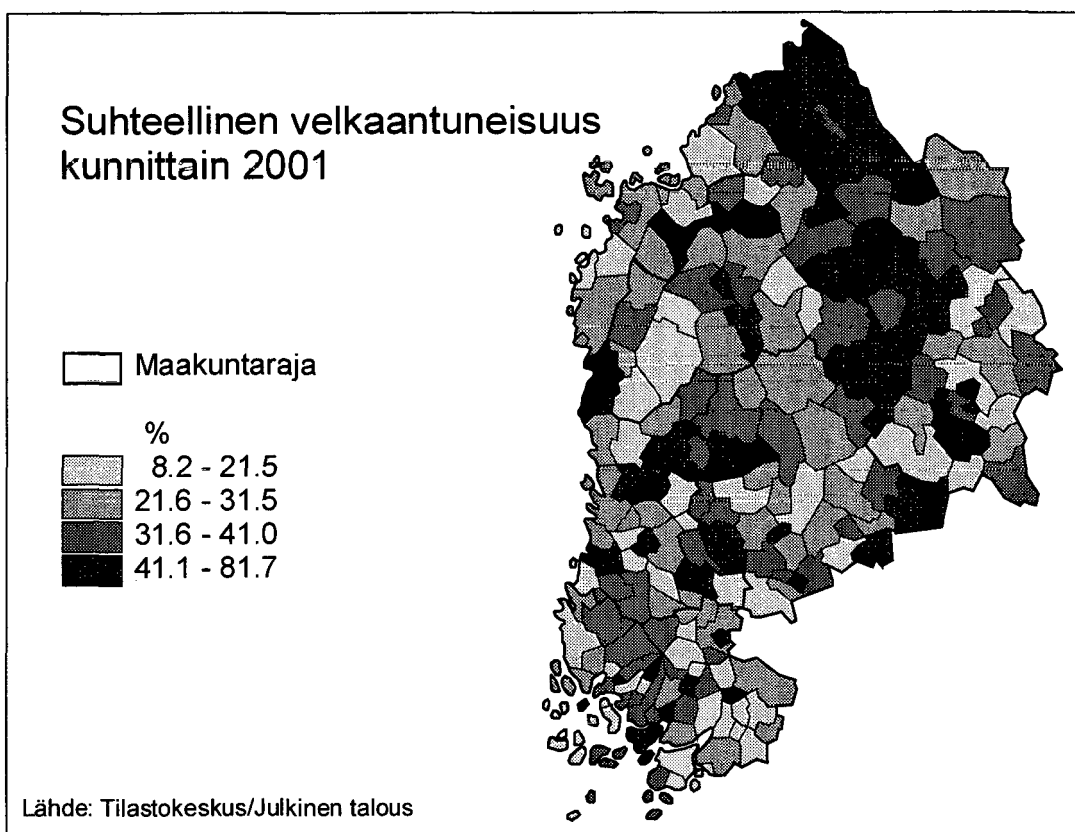 Suhteellinen velkaantuneisuus
kunnittain 2001
Maakuntaraja
%
8.2 - 21.5
21.6 - 31.5
31.6 - 41.0
41.1 - 81.7
Lähde: Tilastokeskus/Julkinen talous